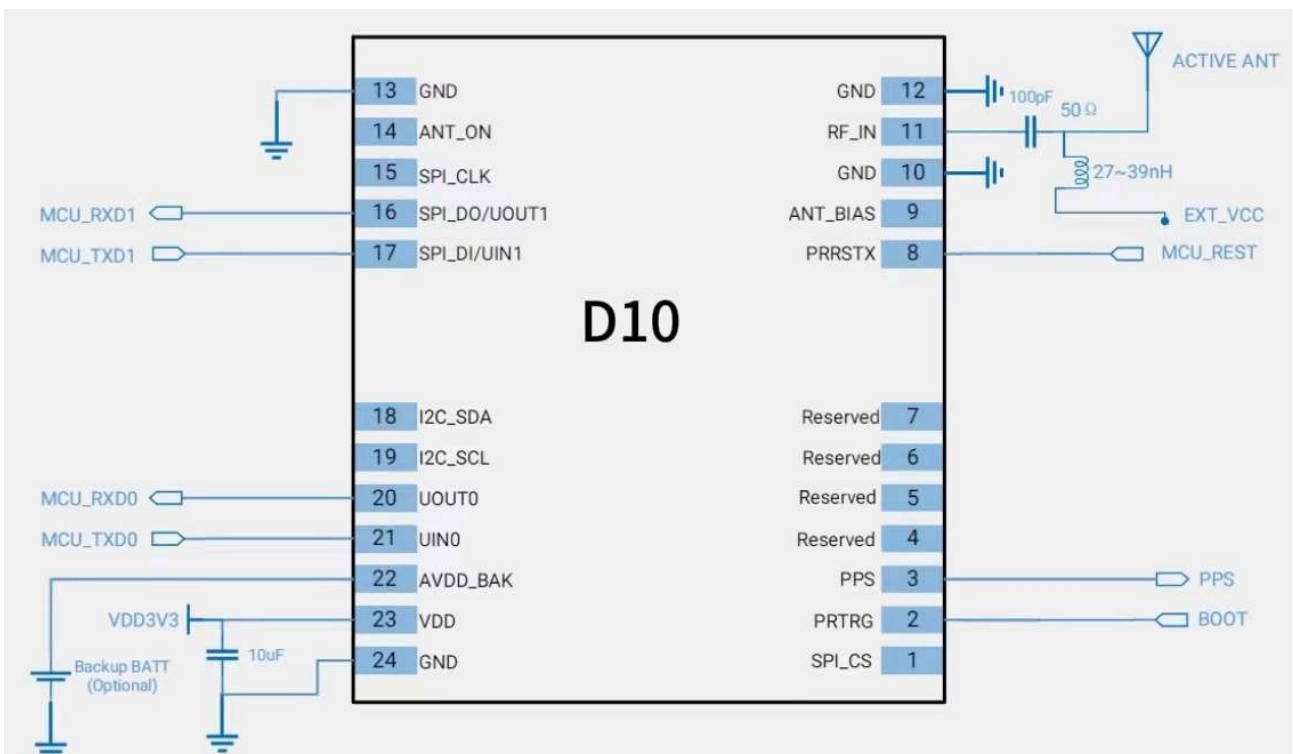 ACTIVE ANT
13 GND
GND 12
100pF
50Ω
14 ANT_ON
RF_IN 11
15 SPI_CLK
GND 10
27~39nH
MCU_RXD1
16 SPI_DO/UOUT1
ANT_BIAS 9
EXT_VCC
MCU_TXD1
17 SPI_DI/UIN1
PRRSTX 8
MCU_REST
D10
18 I2C_SDA
Reserved 7
19 I2C_SCL
Reserved 6
MCU_RXD0
20 UOUT0
Reserved 5
MCU_TXD0
21 UIN0
Reserved 4
22 AVDD_BAK
PPS 3
PPS
VDD3V3
23 VDD
PRTRG 2
BOOT
10uF
24 GND
SPI_CS 1
Backup BATT
(Optional)